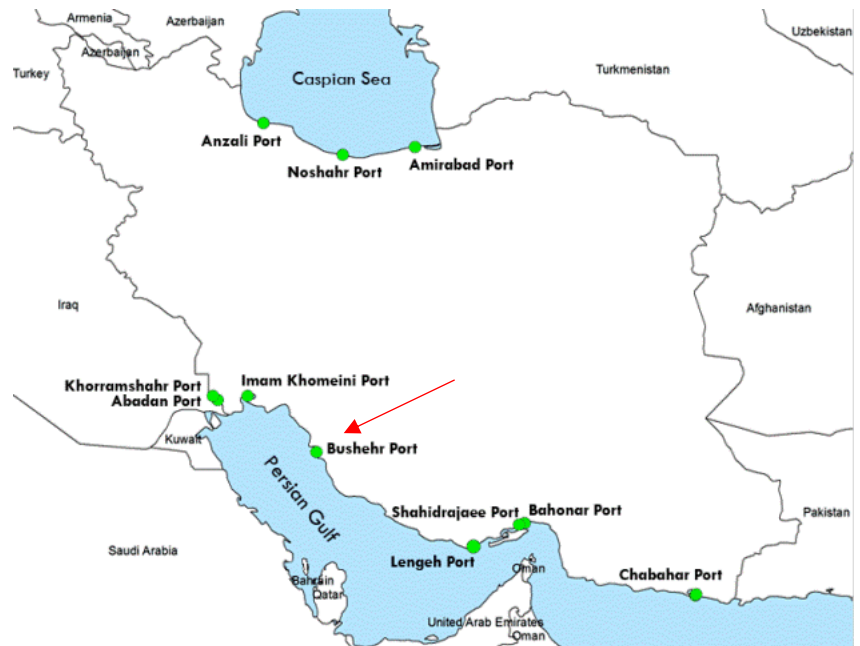 Armenia
Azerbaijan
Uzbekistan
Azerbaijan
Turkey
Caspian Sea
Turkmenistan
Anzali Port
Noshahr Port
Amirabad Port
Iraq
Afghanistan
Khorramshahr Port
Imam Khomeini Port
Abadan Port
Kuwait
Bushehr Port
Persian Gulf
Shahidrajaee Port
Bahonar Port
Pakistan
Saudi Arabia
Lengeh Port
Oman
Chabahar Port
Bahrain
Qatar
United Arab Emirates
Oman